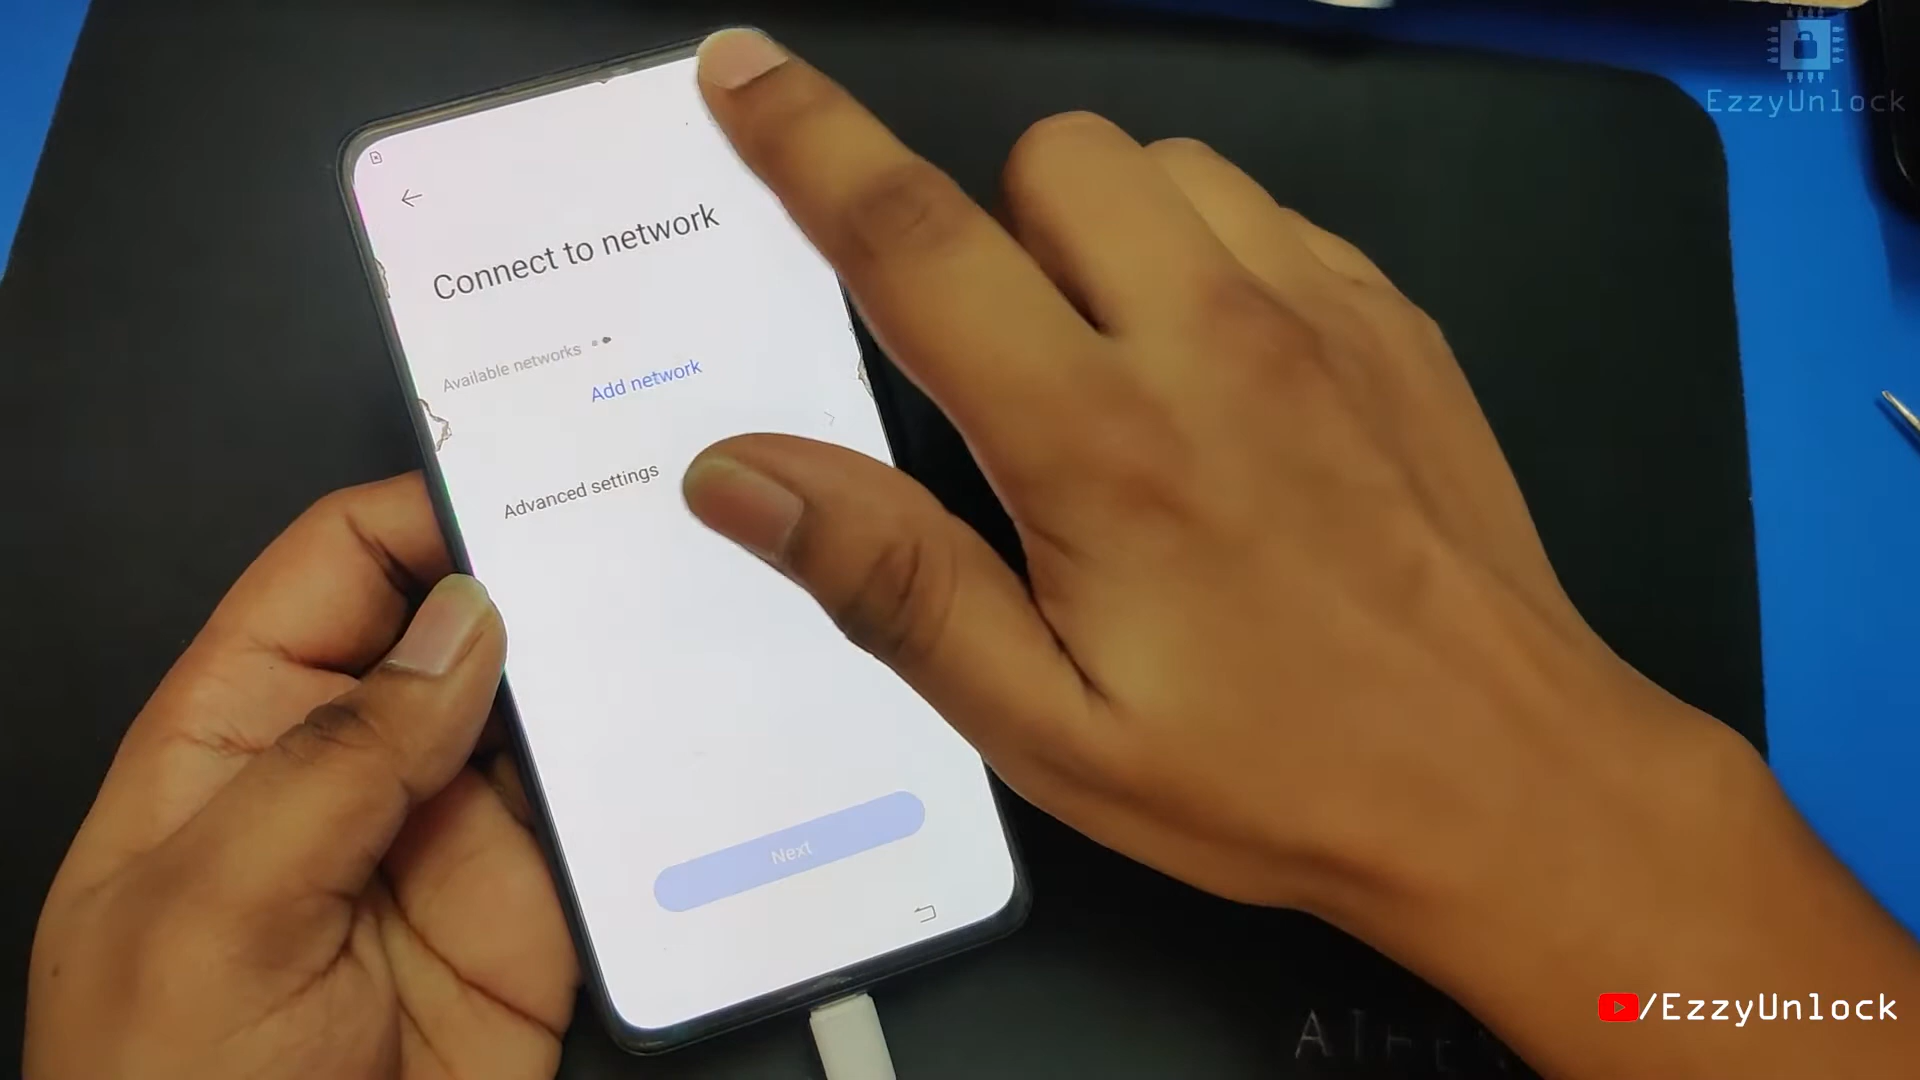 EzzyUnlock
Connect to network
Available networks
Add network
Advanced settings
Next
/EzzyUnlock